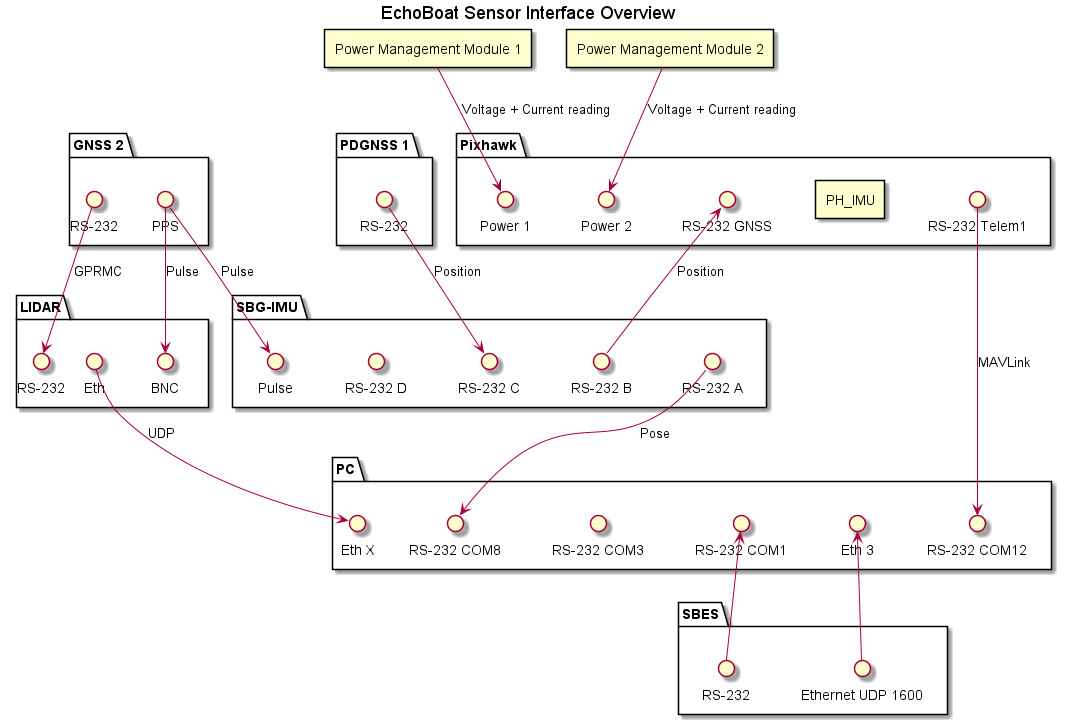 EchoBoat Sensor Interface Overview
Power Management Module 1
Power Management Module 2
Voltage + Current reading
Voltage + Current reading
GNSS 2
PDGNSS 1
Pixhawk
PH_IMU
RS-232
PPS
RS-232
Power 1
Power 2
RS-232 GNSS
RS-232 Telem1
GPRMC
Pulse
Pulse
Position
Position
LIDAR
SBG-IMU
MAVLink
RS-232
Eth
BNC
Pulse
RS-232 D
RS-232 C
RS-232 B
RS-232 A
UDP
Pose
PC
Eth X
RS-232 COM8
RS-232 COM3
RS-232 COM1
Eth 3
RS-232 COM12
SBES
RS-232
Ethernet UDP 1600